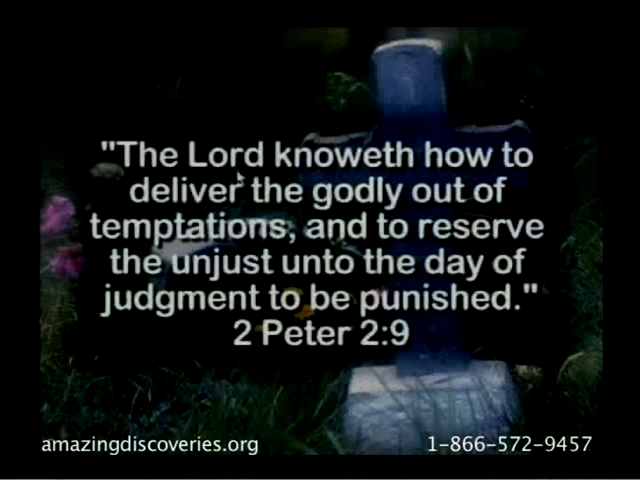 "The Lord knoweth how to
deliver the godly out of
temptations, and to reserve
the unjust unto the day of
judgment to be punished."
2 Peter 2:9
amazingdiscoveries.org
1-866-572-9457